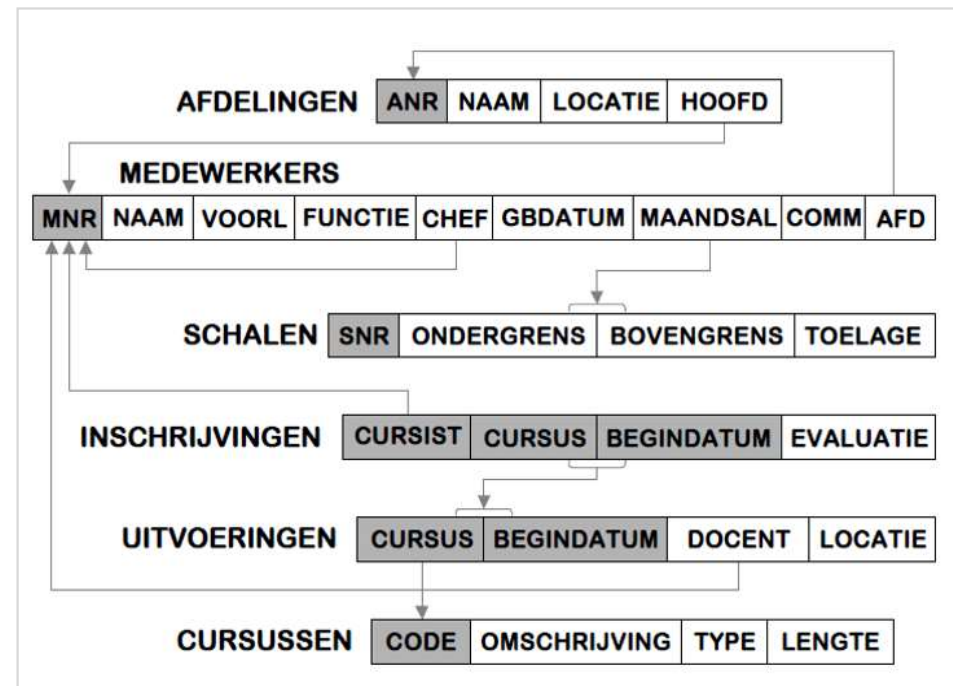 AFDELINGEN ANR NAAM LOCATIE HOOFD
MEDEWERKERS
MNR NAAM VOORL FUNCTIE CHEF GBDATUM MAANDSAL COMM AFD
SCHALEN SNR ONDERGRENS BOVENGRENS TOELAGE
INSCHRIJVINGEN CURSIST CURSUS BEGINDATUM EVALUATIE
UITVOERINGEN CURSUS BEGINDATUM DOCENT LOCATIE
CURSUSSEN CODE OMSCHRIJVING TYPE LENGTE